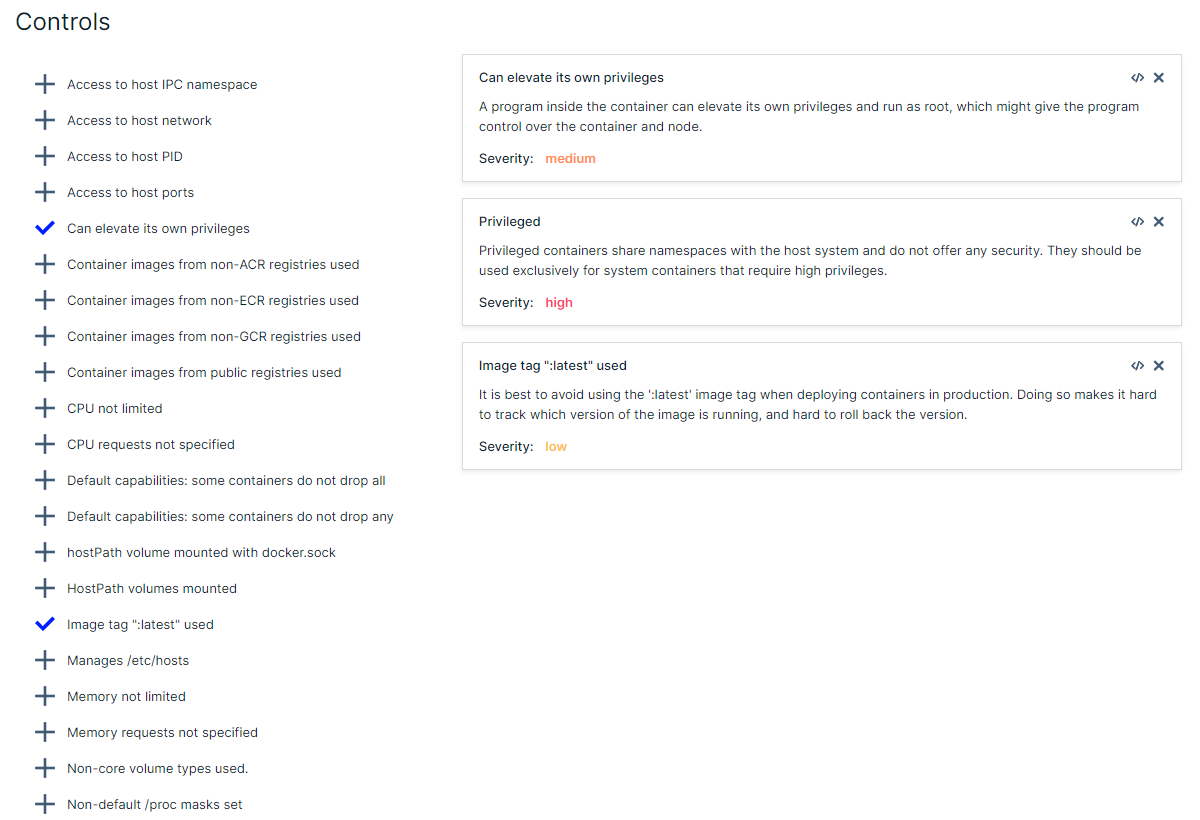 Controls
Access to host IPC namespace
Access to host network
Access to host PID
Access to host ports
Can elevate its own privileges
Container images from non-ACR registries used
Container images from non-ECR registries used
Container images from non-GCR registries used
Container images from public registries used
CPU not limited
CPU requests not specified
Default capabilities: some containers do not drop all
Default capabilities: some containers do not drop any
hostPath volume mounted with docker.sock
HostPath volumes mounted
Image tag ":latest" used
Manages /etc/hosts
Memory not limited
Memory requests not specified
Non-core volume types used.
Non-default /proc masks set
Can elevate its own privileges
A program inside the container can elevate its own privileges and run as root, which might give the program
control over the container and node.
Severity: medium
Privileged
Privileged containers share namespaces with the host system and do not offer any security. They should be
used exclusively for system containers that require high privileges.
Severity: high
Image tag ":latest" used
It is best to avoid using the ':latest' image tag when deploying containers in production. Doing so makes it hard
to track which version of the image is running, and hard to roll back the version.
Severity: low